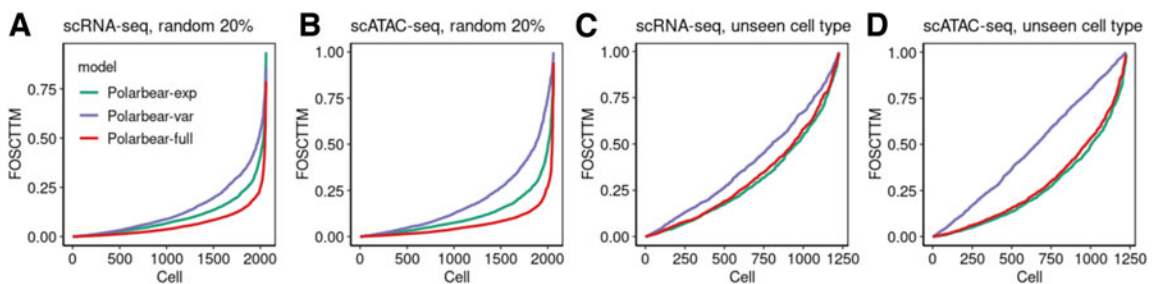 A scRNA-seq, random 20%
FOSCTTM
0.75
0.50
0.25
0.00
model
Polarbear-exp
Polarbear-var
Polarbear-full
0 500 1000 1500 2000
Cell
B scATAC-seq, random 20%
FOSCTTM
1.00
0.75
0.50
0.25
0.00
0 500 1000 1500 2000
Cell
C scRNA-seq, unseen cell type
FOSCTTM
1.00
0.75
0.50
0.25
0.00
0 250 500 750 1000 1250
Cell
D scATAC-seq, unseen cell type
FOSCTTM
1.00
0.75
0.50
0.25
0.00
0 250 500 750 1000 1250
Cell